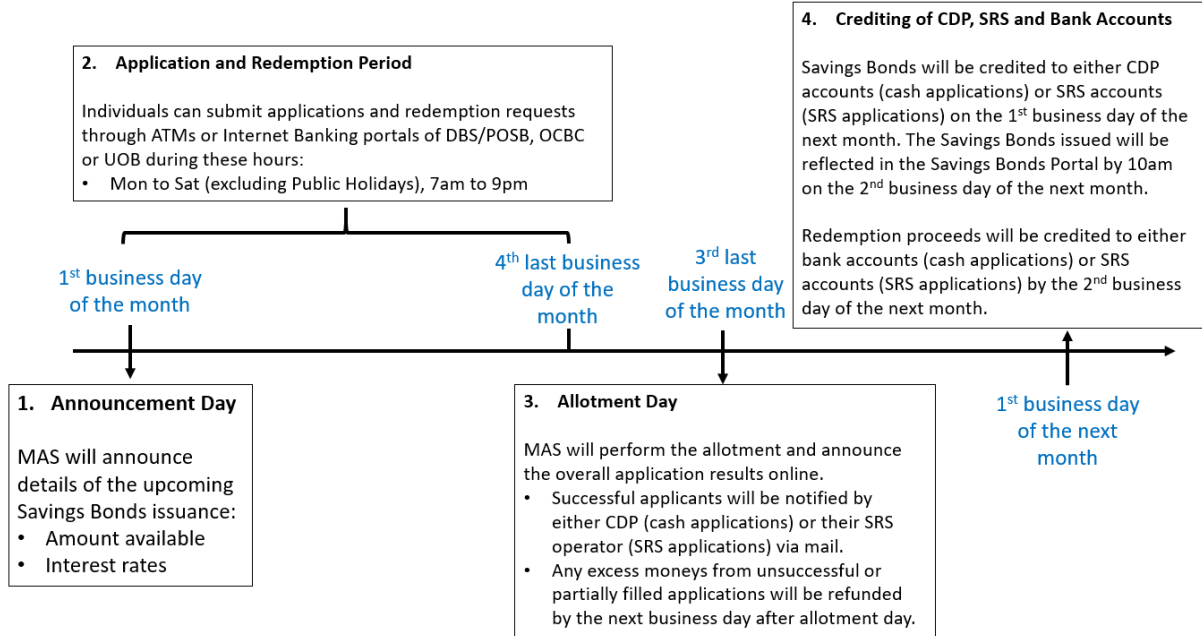 2. Application and Redemption Period
Individuals can submit applications and redemption requests
through ATMs or Internet Banking portals of DBS/POSB, OCBC
or UOB during these hours:
• Mon to Sat (excluding Public Holidays), 7am to 9pm
4. Crediting of CDP, SRS and Bank Accounts
Savings Bonds will be credited to either CDP
accounts (cash applications) or SRS accounts
(SRS applications) on the 1st business day of the
next month. The Savings Bonds issued will be
reflected in the Savings Bonds Portal by 10am
on the 2nd business day of the next month.
Redemption proceeds will be credited to either
bank accounts (cash applications) or SRS
accounts (SRS applications) by the 2nd business
day of the next month.
1st business day
of the month
4th last business
day of the
month
3rd last
business day
of the month
1. Announcement Day
MAS will announce
details of the upcoming
Savings Bonds issuance:
• Amount available
• Interest rates
3. Allotment Day
MAS will perform the allotment and announce
the overall application results online.
• Successful applicants will be notified by
either CDP (cash applications) or their SRS
operator (SRS applications) via mail.
• Any excess moneys from unsuccessful or
partially filled applications will be refunded
by the next business day after allotment day.
1st business day
of the next
month